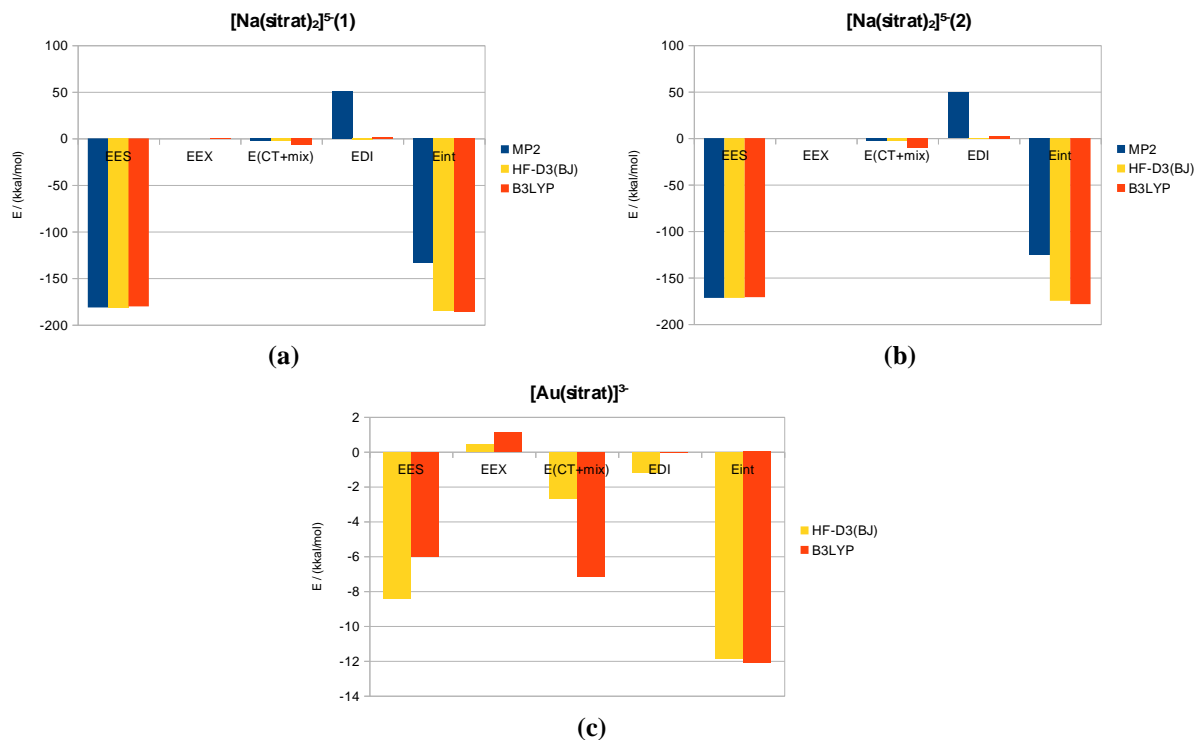 [Na(sitrat)₂]⁵⁻(1)
100
50
0
-50
-100
-150
-200
E / (kkal/mol)
EES EEX E(CT+mix) EDI Eint
MP2
HF-D3(BJ)
B3LYP
(a)
[Na(sitrat)₂]⁵⁻(2)
100
50
0
-50
-100
-150
-200
E / (kkal/mol)
EES EEX E(CT+mix) EDI Eint
MP2
HF-D3(BJ)
B3LYP
(b)
[Au(sitrat)]³⁻
2
0
-2
-4
-6
-8
-10
-12
-14
E / (kkal/mol)
EES EEX E(CT+mix) EDI Eint
HF-D3(BJ)
B3LYP
(c)